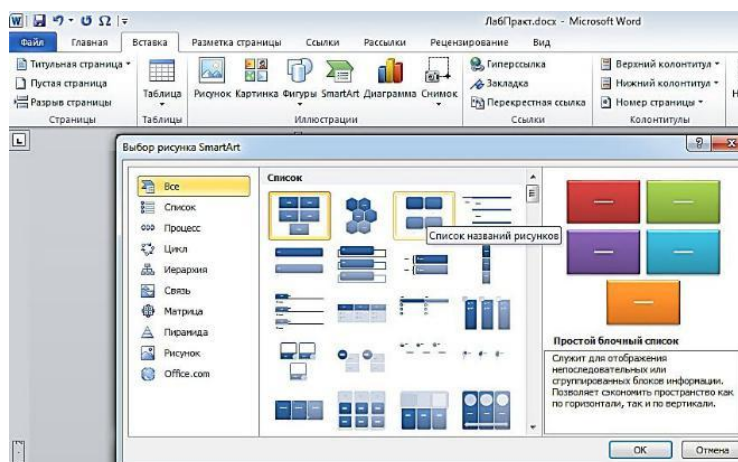 ЛабПракт.docx - Microsoft Word
Файл Главная Вставка Разметка страницы Ссылки Рассылки Рецензирование Вид
Титульная страница
Пустая страница
Разрыв страницы
Страницы
Таблица
Таблицы
Рисунок Картинка Фигуры SmartArt Диаграмма Снимок
Иллюстрации
Гиперссылка
Закладка
Перекрестная ссылка
Ссылки
Верхний колонтитул
Нижний колонтитул
Номер страницы
Колонтитулы
Н
Выбор рисунка SmartArt
Все
Список
Процесс
Цикл
Иерархия
Связь
Матрица
Пирамида
Рисунок
Office.com
Список
Список названий рисунков
Простой блочный список
Служит для отображения
непоследовательных или
сгруппированных блоков информации.
Позволяет сэкономить пространство как
по горизонтали, так и по вертикали.
ОК Отмена